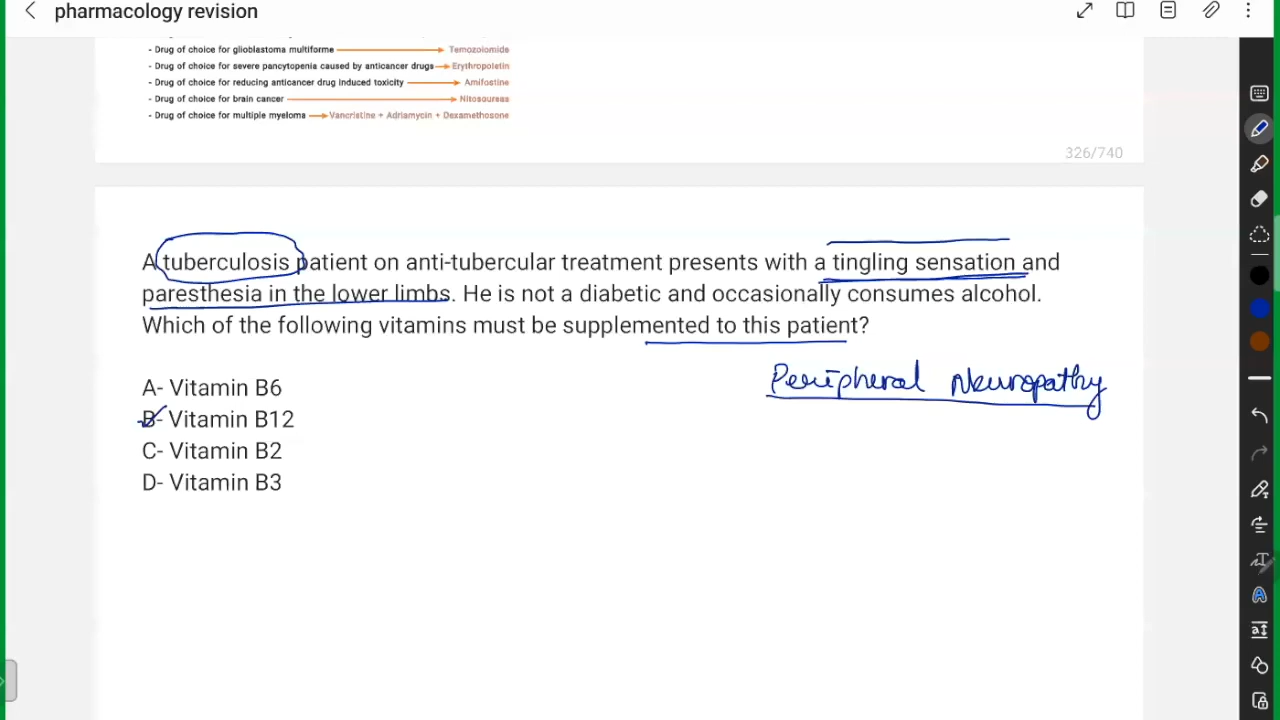 pharmacology revision
- Drug of choice for glioblastoma multiforme → Temozolomide
- Drug of choice for severe pancytopenia caused by anticancer drugs → Erythropoietin
- Drug of choice for reducing anticancer drug induced toxicity → Amifostine
- Drug of choice for brain cancer → Nitosoureas
- Drug of choice for multiple myeloma → Vancristine + Adriamycin + Dexamethosone
326/740
A tuberculosis patient on anti-tubercular treatment presents with a tingling sensation and
paresthesia in the lower limbs. He is not a diabetic and occasionally consumes alcohol.
Which of the following vitamins must be supplemented to this patient?
Peripheral Neuropathy
A- Vitamin B6
B- Vitamin B12
C- Vitamin B2
D- Vitamin B3